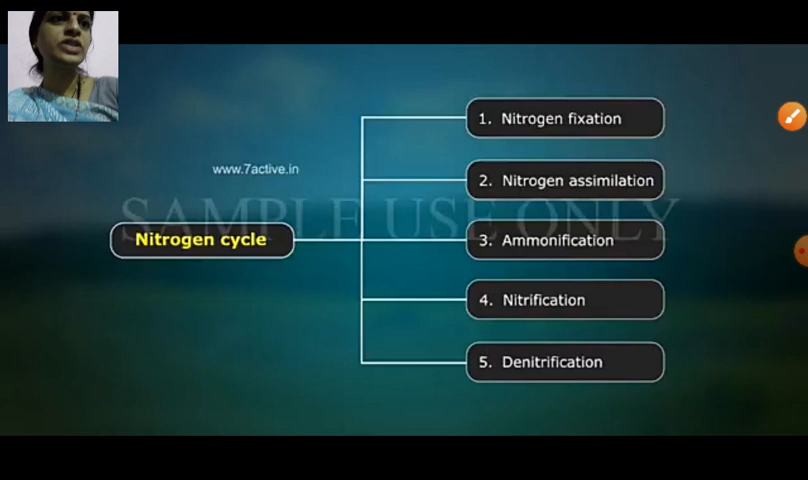 1. Nitrogen fixation
www.7active.in
2. Nitrogen assimilation
SAMPLE USE ONLY
Nitrogen cycle
3. Ammonification
4. Nitrification
5. Denitrification